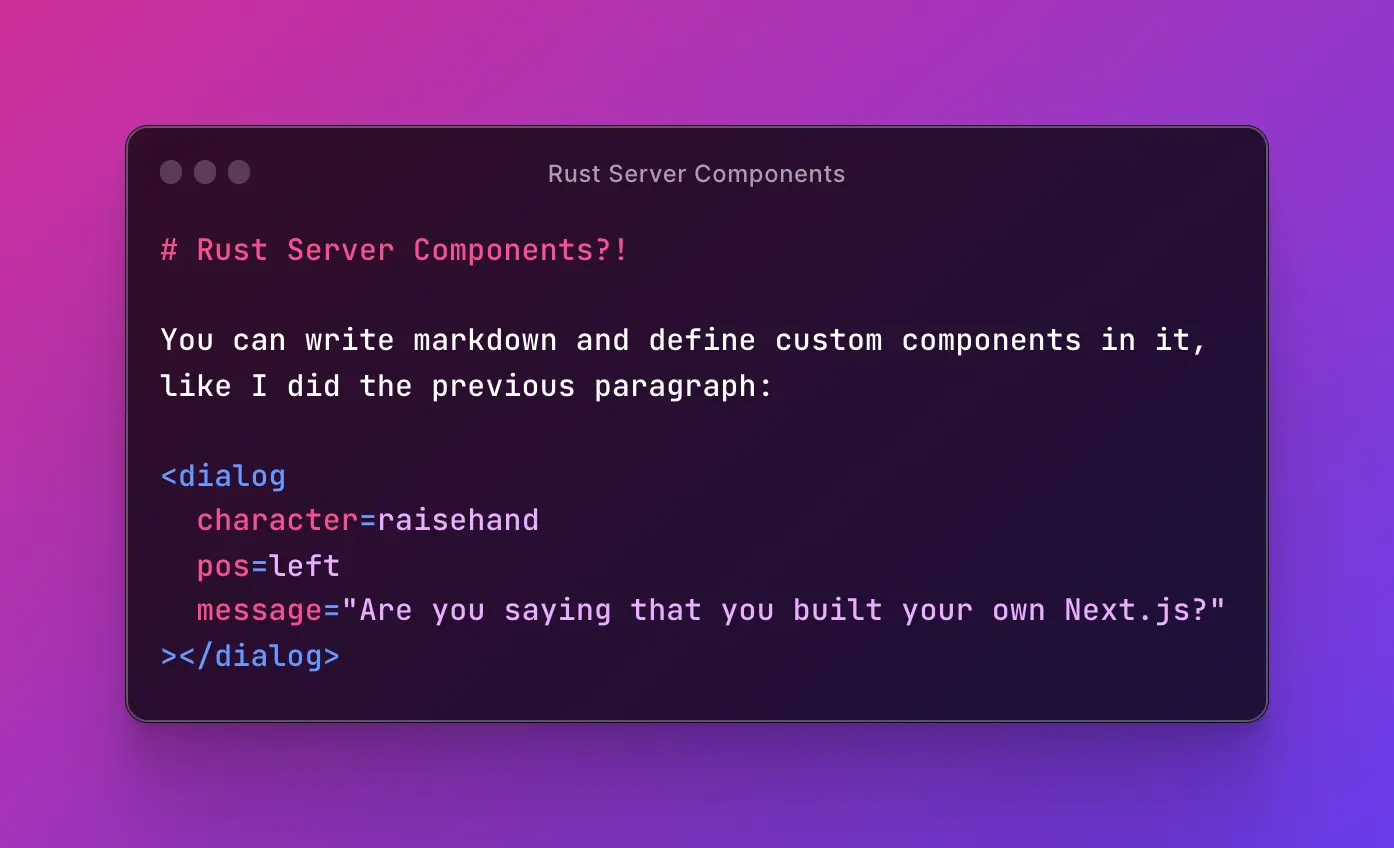 Rust Server Components
# Rust Server Components?!
You can write markdown and define custom components in it,
like I did the previous paragraph:
<dialog
character=raisehand
pos=left
message="Are you saying that you built your own Next.js?"
></dialog>